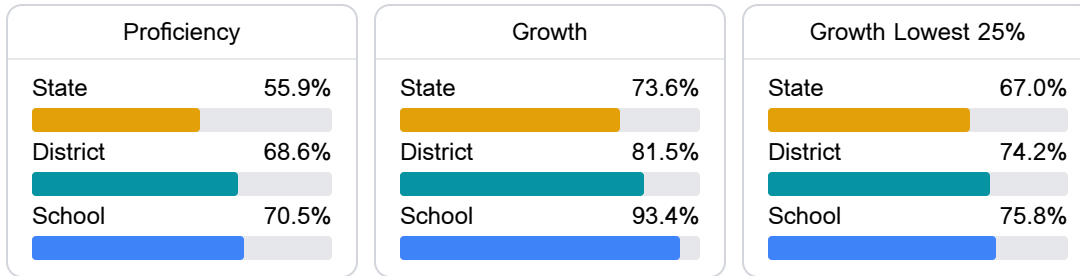 Proficiency
State 55.9%
District 68.6%
School 70.5%
Growth
State 73.6%
District 81.5%
School 93.4%
Growth Lowest 25%
State 67.0%
District 74.2%
School 75.8%